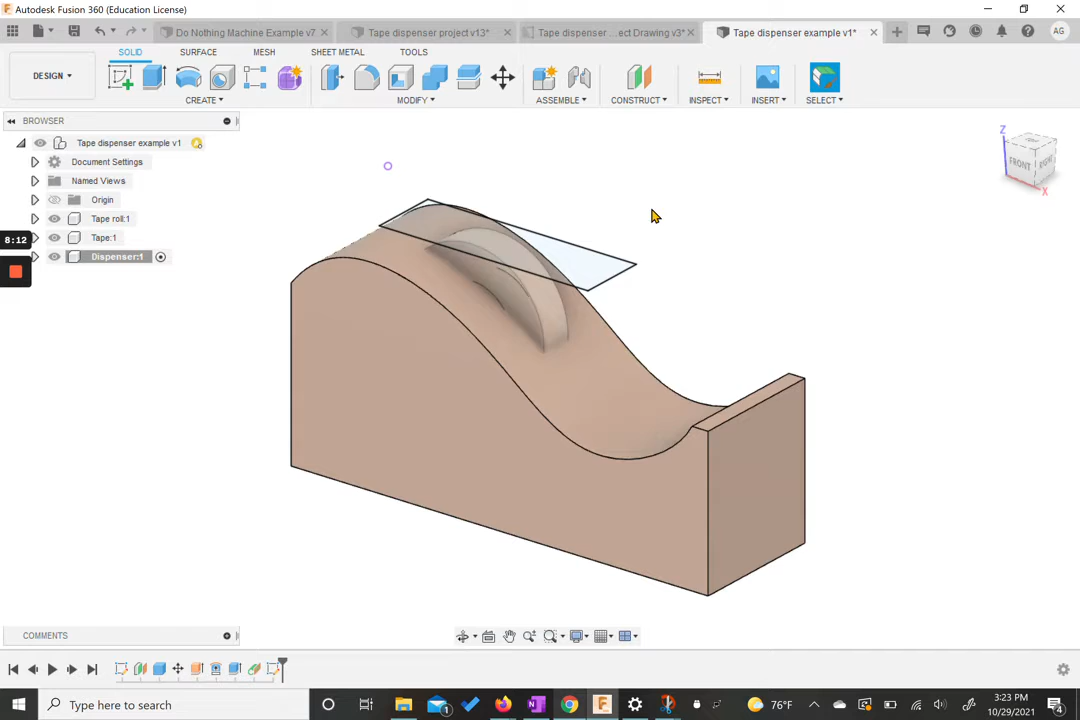 Autodesk Fusion 360 (Education License)
Do Nothing Machine Example v7
Tape dispenser project v13*
Tape dispenser ...ect Drawing v3*
Tape dispenser example v1*
AG
DESIGN
SOLID
SURFACE
MESH
SHEET METAL
TOOLS
CREATE
MODIFY
ASSEMBLE
CONSTRUCT
INSPECT
INSERT
SELECT
BROWSER
Tape dispenser example v1
Document Settings
Named Views
Origin
Tape roll:1
8:12
Tape:1
Dispenser:1
Z
FRONT
RIGHT
X
COMMENTS
Type here to search
1
76°F
3:23 PM
10/29/2021
4